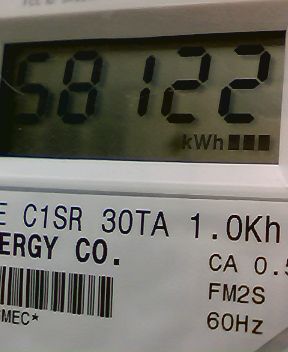 58122
kWh
E C1SR 30TA 1.0Kh
ERGY CO.
CA 0.5
FM2S
MEC*
60Hz